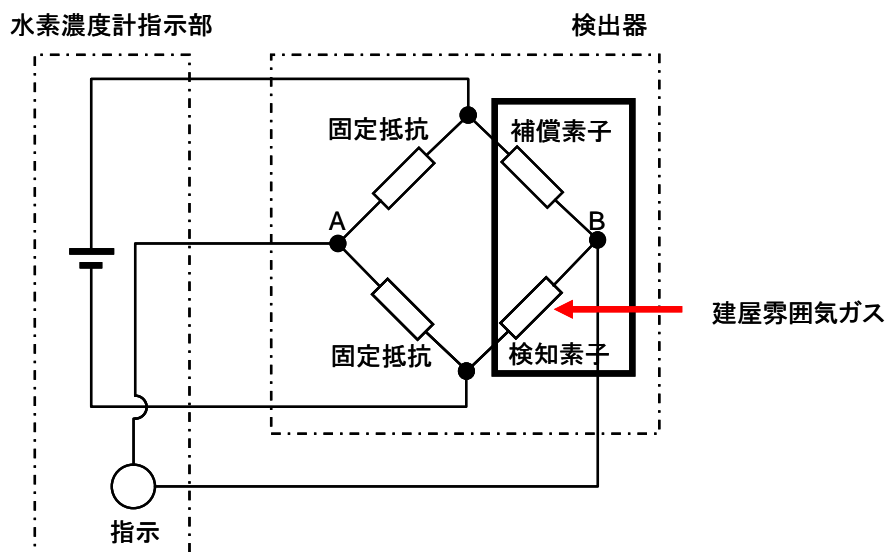 水素濃度計指示部
検出器
固定抵抗
補償素子
A
B
建屋雰囲気ガス
固定抵抗
検知素子
指示